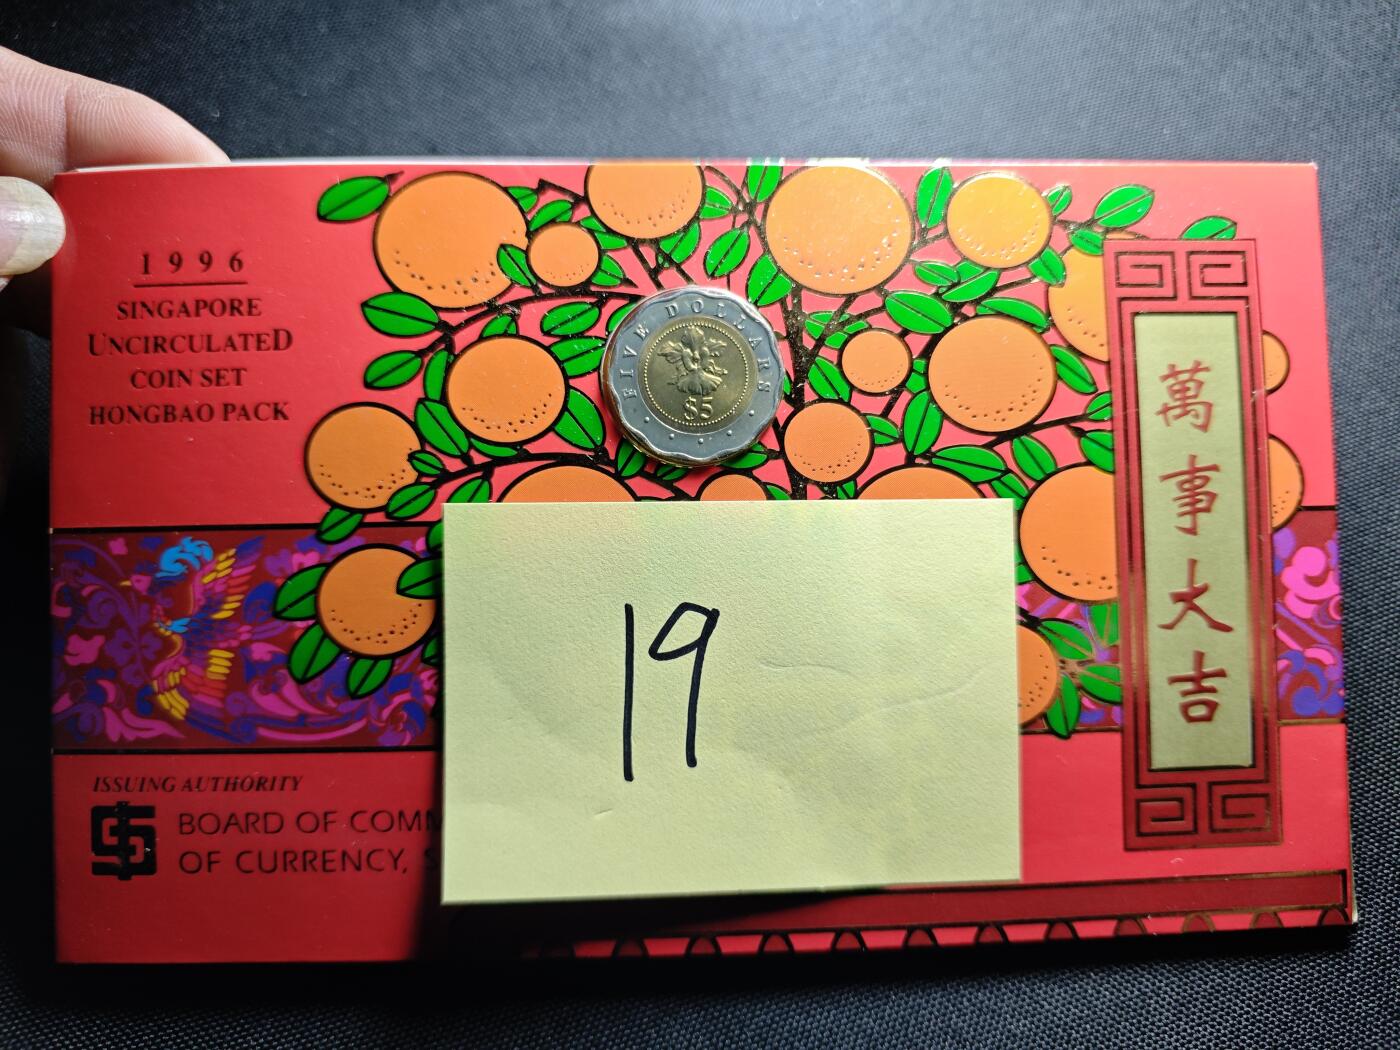 1996
SINGAPORE
UNCIRCULATED
COIN SET
HONGBAO PACK
FIVE DOLLARS
$5
萬事大吉
19
ISSUING AUTHORITY
BOARD OF COMM
OF CURRENCY,